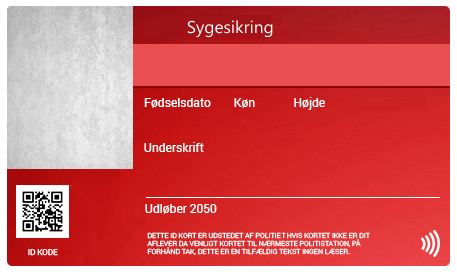 Sygesikring
Fødselsdato Køn Højde
Underskrift
Udløber 2050
DETTE ID KORT ER UDSTEDET AF POLITIET HVIS KORTET IKKE ER DIT
AFLEVER DA VENLIGT KORTET TIL NÆRMESTE POLITISTATION, PÅ
FORHÅND TAK, DETTE ER EN TILFÆLDIG TEKST INGEN LÆSER.
ID KODE